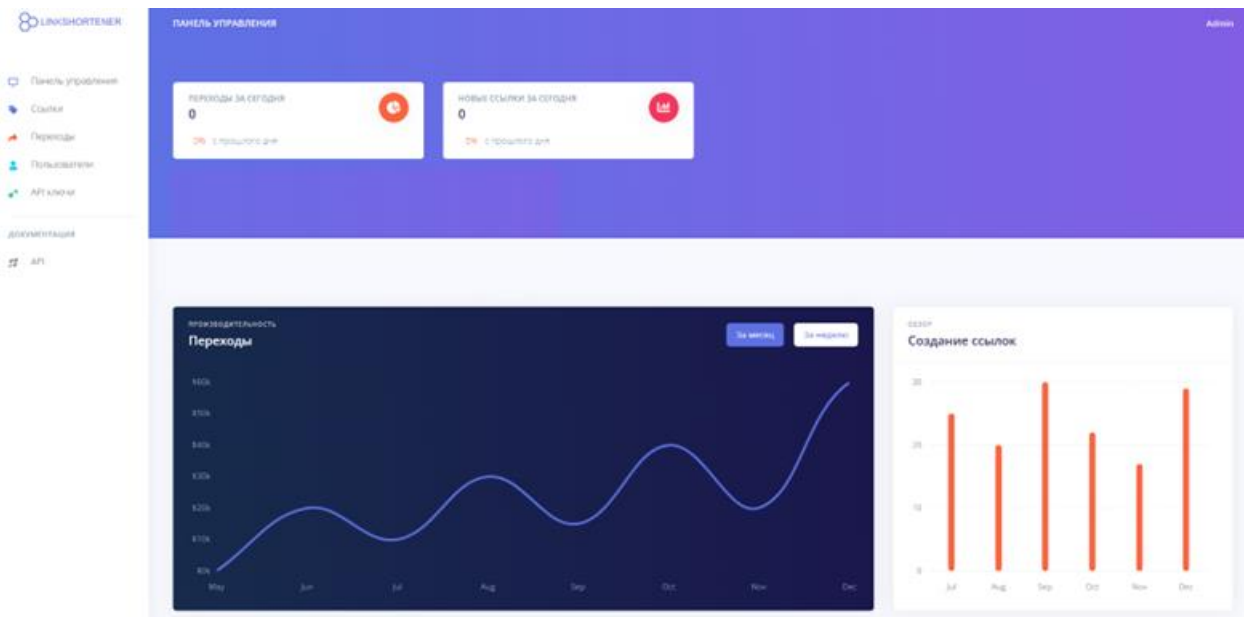 LINKSHORTENER
ПАНЕЛЬ УПРАВЛЕНИЯ
Admin
Панель управления
Ссылки
Переходы
Пользователи
API ключи
ДОКУМЕНТАЦИЯ
API
ПЕРЕХОДЫ ЗА СЕГОДНЯ
0
0% с прошлого дня
НОВЫЕ ССЫЛКИ ЗА СЕГОДНЯ
0
0% с прошлого дня
ПРОИЗВОДИТЕЛЬНОСТЬ
Переходы
За месяц
За неделю
$60k
$50k
$40k
$30k
$20k
$10k
$0k
May Jun Jul Aug Sep Oct Nov Dec
ОБЗОР
Создание ссылок
30
20
10
0
Jul Aug Sep Oct Nov Dec